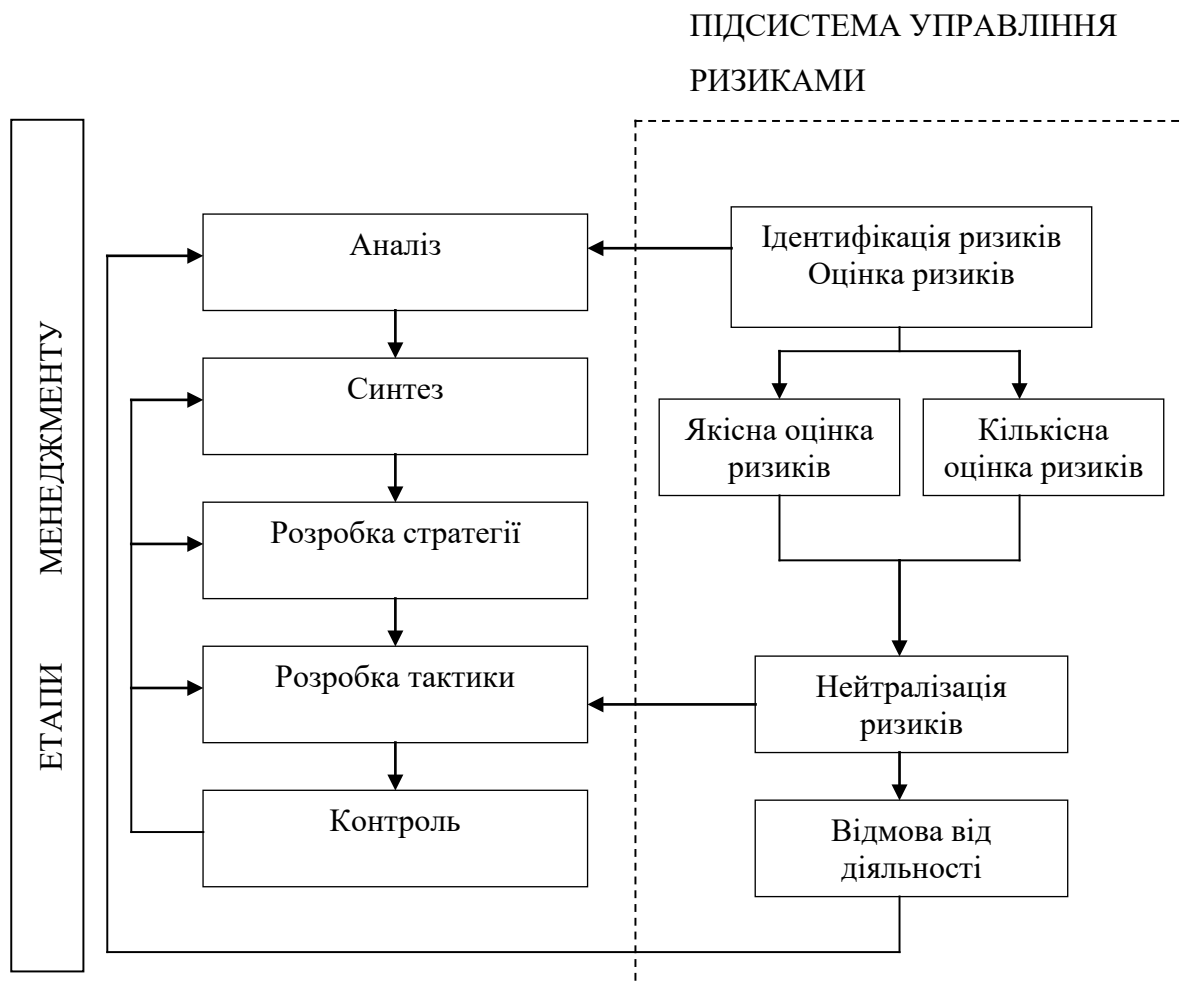 ПІДСИСТЕМА УПРАВЛІННЯ
РИЗИКАМИ
ЕТАПИ МЕНЕДЖМЕНТУ
Аналіз
Ідентифікація ризиків
Оцінка ризиків
Синтез
Якісна оцінка
ризиків
Кількісна
оцінка ризиків
Розробка стратегії
Розробка тактики
Нейтралізація
ризиків
Контроль
Відмова від
діяльності